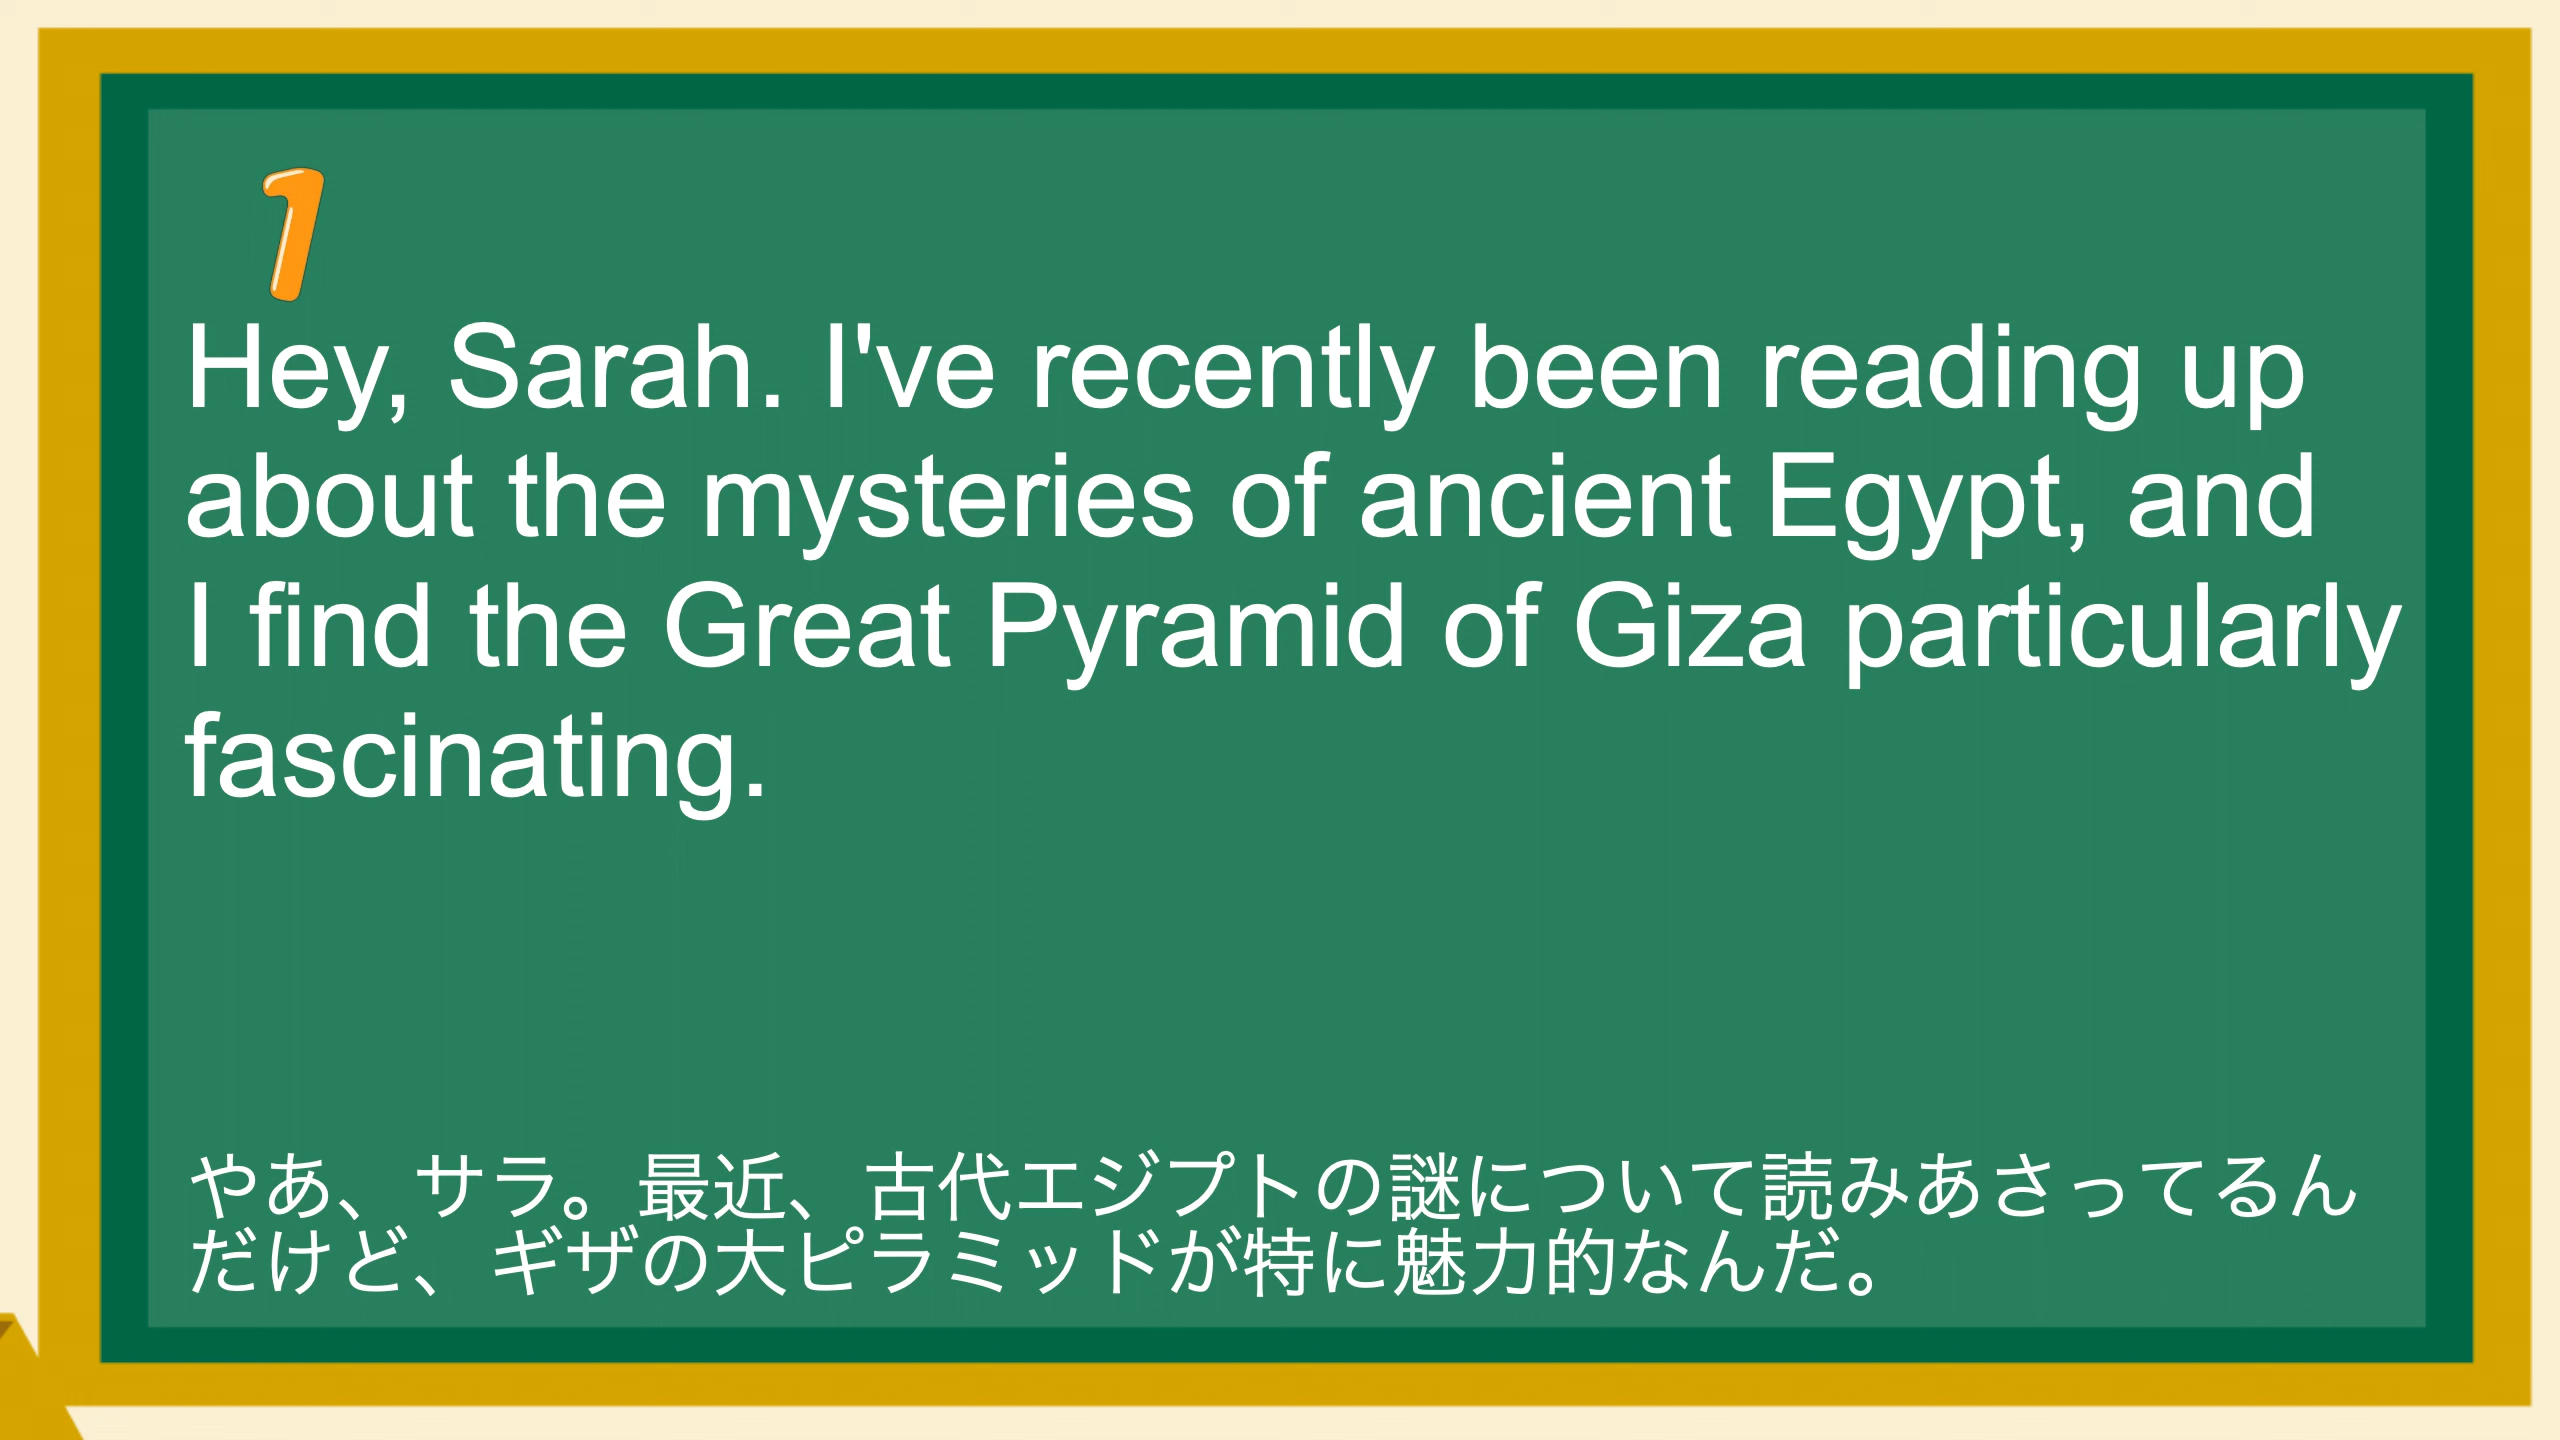 1
Hey, Sarah. I've recently been reading up
about the mysteries of ancient Egypt, and
I find the Great Pyramid of Giza particularly
fascinating.
やあ、サラ。最近、古代エジプトの謎について読みあさってるん
だけど、ギザの大ピラミッドが特に魅力的なんだ。